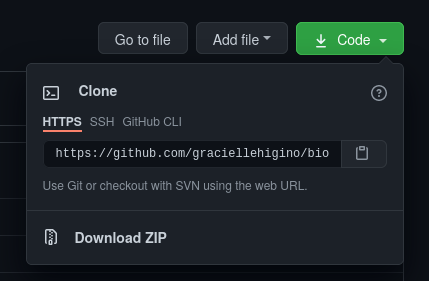 Go to file Add file Code
Clone
HTTPS SSH GitHub CLI
https://github.com/graciellehigino/bio
Use Git or checkout with SVN using the web URL.
Download ZIP